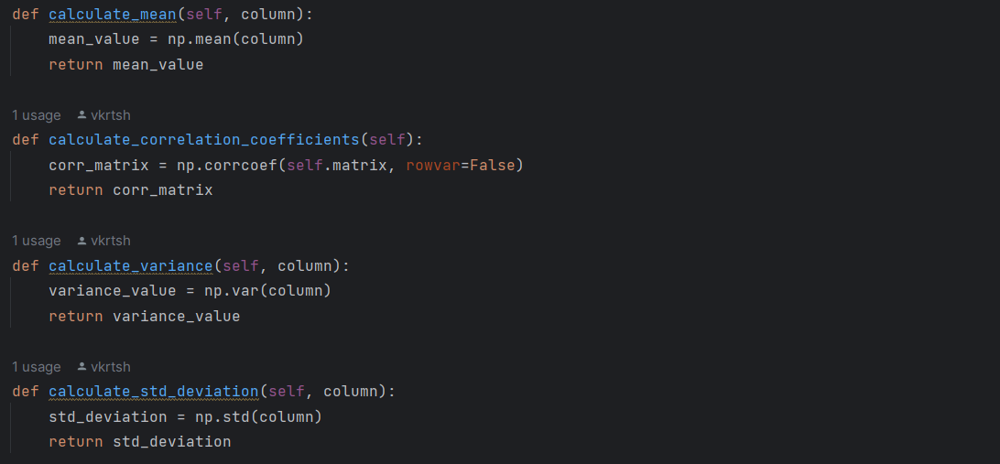 def calculate_mean(self, column):
    mean_value = np.mean(column)
    return mean_value
1 usage vkrtsh
def calculate_correlation_coefficients(self):
    corr_matrix = np.corrcoef(self.matrix, rowvar=False)
    return corr_matrix
1 usage vkrtsh
def calculate_variance(self, column):
    variance_value = np.var(column)
    return variance_value
1 usage vkrtsh
def calculate_std_deviation(self, column):
    std_deviation = np.std(column)
    return std_deviation